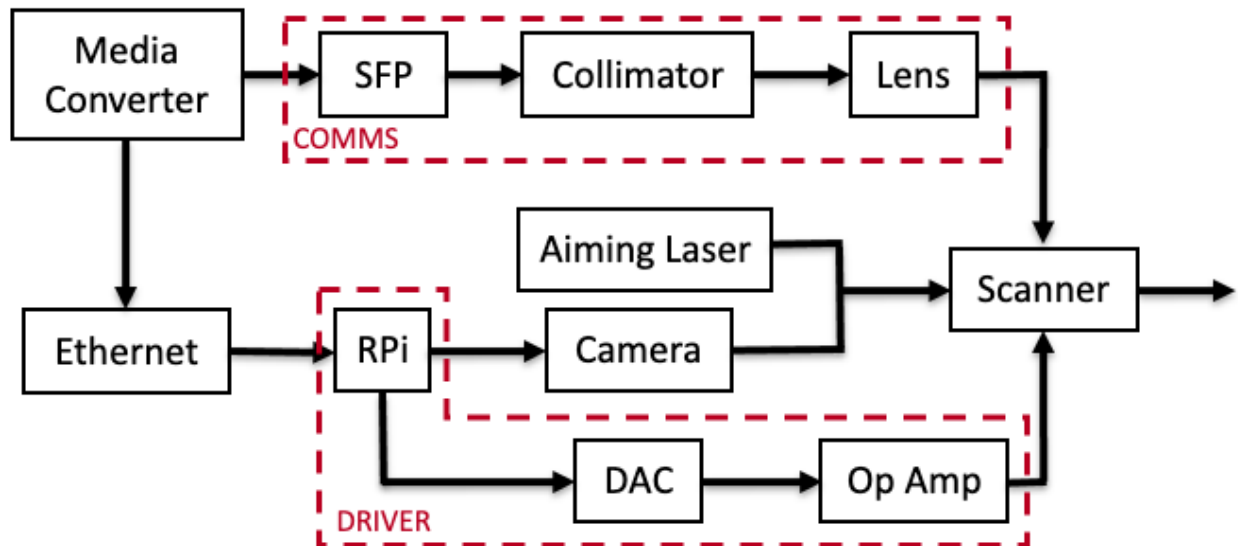 Media
Converter
SFP
Collimator
Lens
COMMS
Aiming Laser
Scanner
Ethernet
RPi
Camera
DAC
Op Amp
DRIVER